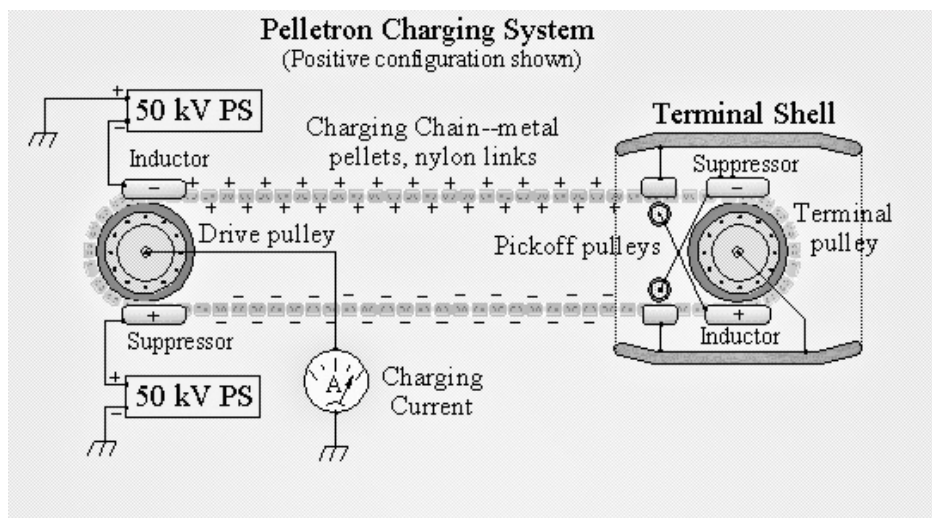 Pelletron Charging System
(Positive configuration shown)
+
50 kV PS
−
Charging Chain--metal
pellets, nylon links
Terminal Shell
Inductor
Suppressor
−
+ + + + + + + + + + + +
−
+ + + + + + + + + + +
Drive pulley
Pickoff pulleys
Terminal
pulley
− − − − − − − − −
+
− − − − − − − − −
+
Suppressor
Inductor
+
50 kV PS
−
A
Charging
Current